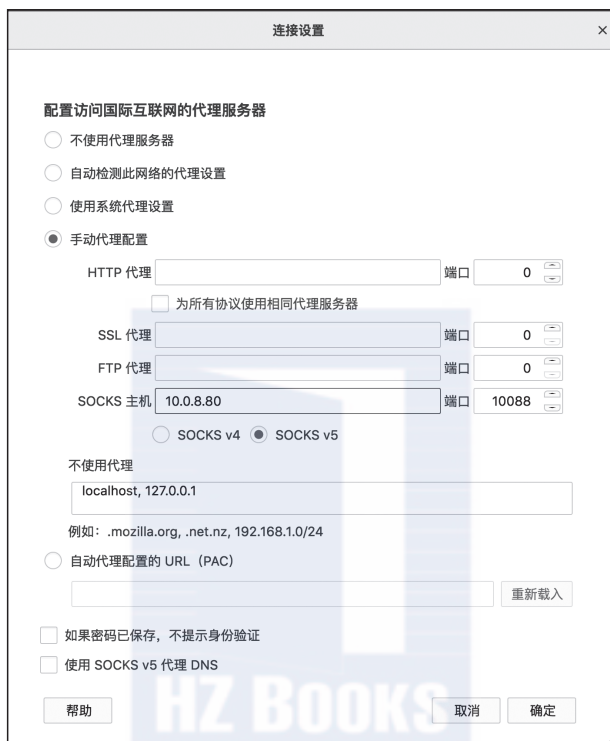 连接设置 ×
配置访问国际互联网的代理服务器
不使用代理服务器
自动检测此网络的代理设置
使用系统代理设置
手动代理配置
HTTP 代理 端口 0
为所有协议使用相同代理服务器
SSL 代理 端口 0
FTP 代理 端口 0
SOCKS 主机 10.0.8.80 端口 10088
SOCKS v4 SOCKS v5
不使用代理
localhost, 127.0.0.1
例如：.mozilla.org, .net.nz, 192.168.1.0/24
自动代理配置的 URL（PAC）
重新载入
如果密码已保存，不提示身份验证
使用 SOCKS v5 代理 DNS
帮助 取消 确定
HZ BOOKS